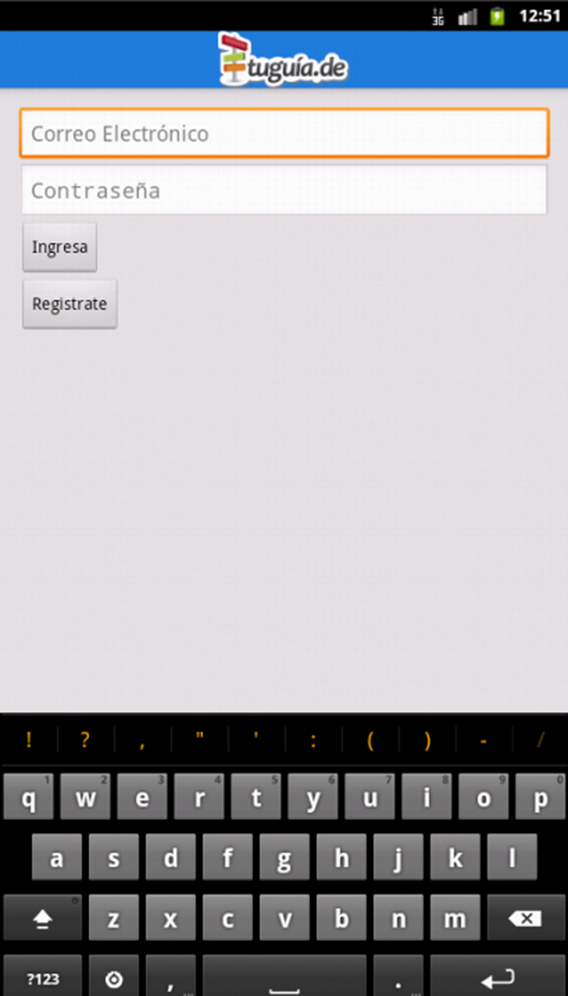 3G 12:51
tuguía.de
Correo Electrónico
Contraseña
Ingresa
Registrate
! ? , " ' : ( ) - /
1 2 3 4 5 6 7 8 9 0
q w e r t y u i o p
a s d f g h j k l
z x c v b n m
?123 , ... . ...